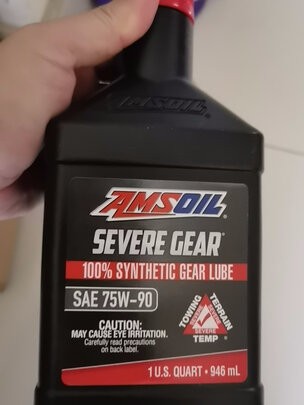 AMSOIL
AMSOIL
SEVERE GEAR®
100% SYNTHETIC GEAR LUBE
SAE 75W-90
CAUTION:
MAY CAUSE EYE IRRITATION.
Carefully read precautions
on back label.
TOWING
TERRAIN
SEVERE
TEMP
1 U.S. QUART • 946 mL